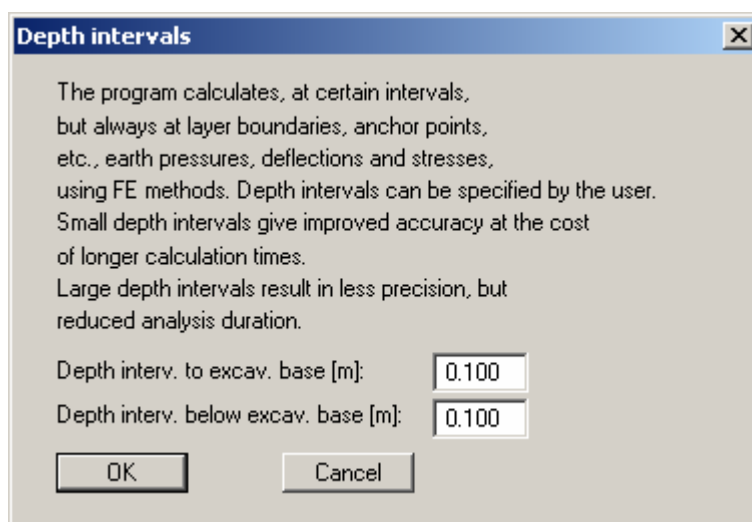 Depth intervals
The program calculates, at certain intervals,
but always at layer boundaries, anchor points,
etc., earth pressures, deflections and stresses,
using FE methods. Depth intervals can be specified by the user.
Small depth intervals give improved accuracy at the cost
of longer calculation times.
Large depth intervals result in less precision, but
reduced analysis duration.
Depth interv. to excav. base [m]: 0.100
Depth interv. below excav. base [m]: 0.100
OK Cancel